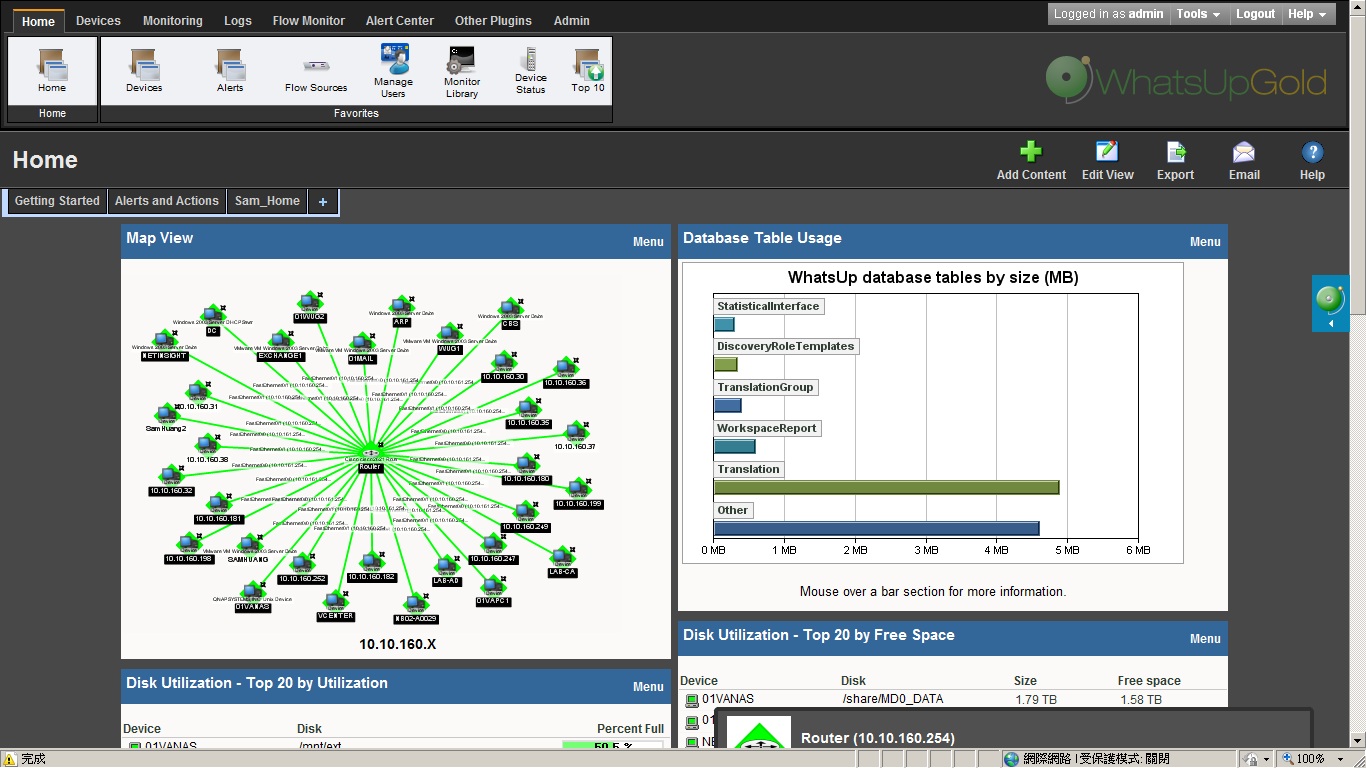 Home Devices Monitoring Logs Flow Monitor Alert Center Other Plugins Admin
Logged in as admin Tools Logout Help
Home Devices Alerts Flow Sources Manage Users Monitor Library Device Status Top 10
Home Favorites
WhatsUpGold
Home
Add Content Edit View Export Email Help
Getting Started Alerts and Actions Sam_Home +
Map View Menu
01WUG2
DC
ARP
CBS
NETINSIGHT
EXCHANGE1
01MAIL
WUG1
10.10.160.30
10.10.160.36
10.10.160.31
SamHuang2
10.10.160.35
10.10.160.37
10.10.160.38
Router
10.10.160.32
10.10.160.180
10.10.160.199
10.10.160.181
10.10.160.249
10.10.160.198
SAMHUANG
10.10.160.247
10.10.160.252
10.10.160.182
LAB-AD
LAB-CA
01VANAS
VCENTER
NB02-A0029
01VAPC1
10.10.160.X
Database Table Usage Menu
WhatsUp database tables by size (MB)
StatisticalInterface
DiscoveryRoleTemplates
TranslationGroup
WorkspaceReport
Translation
Other
0 MB 1 MB 2 MB 3 MB 4 MB 5 MB 6 MB
Mouse over a bar section for more information.
Disk Utilization - Top 20 by Utilization Menu
Device Disk Percent Full
01VANAS /mnt/ext 50.5 %
Disk Utilization - Top 20 by Free Space Menu
Device Disk Size Free space
01VANAS /share/MD0_DATA 1.79 TB 1.58 TB
Router (10.10.160.254)
完成
網際網路 | 受保護模式: 關閉
100%